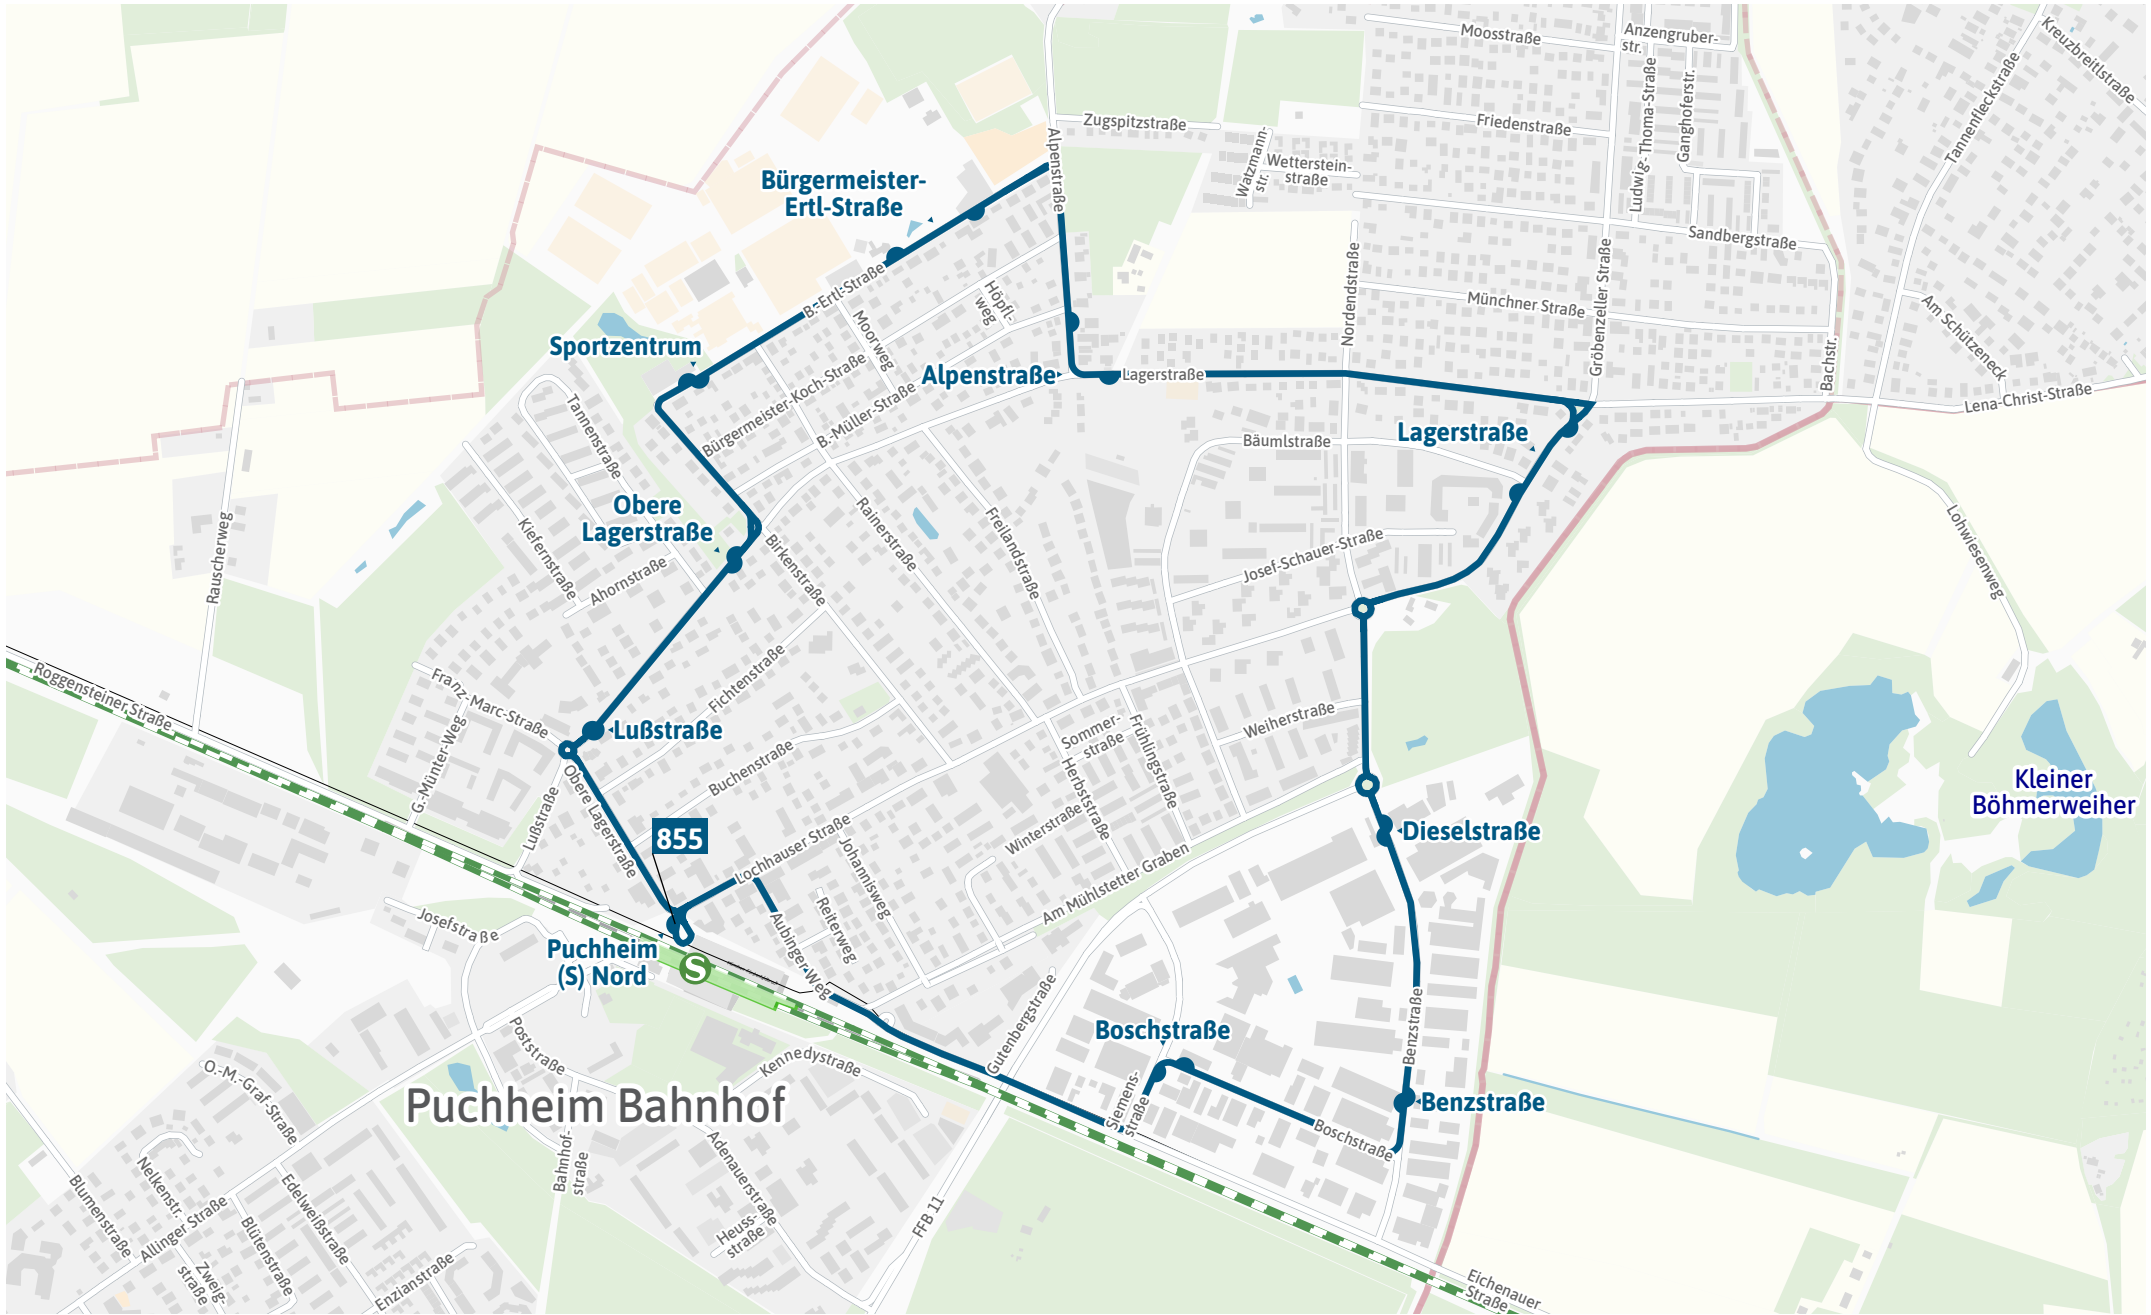 Moosstraße
Anzengruber-
str.
Kreuzbreitlstraße
Tannenfleckstraße
Zugspitzstraße
Friedenstraße
Ludwig-Thoma-Straße
Ganghoferstr.
Alpenstraße
Watzmann-
str.
Wetterstein-
straße
Bürgermeister-
Ertl-Straße
Sandbergstraße
Nordendstraße
Gröbenzeller Straße
Münchner Straße
Bachstr.
Am Schützeneck
Lena-Christ-Straße
B.-Ertl-Straße
Höpfl-
weg
Moorweg
Sportzentrum
Alpenstraße
Lagerstraße
Bürgermeister-Koch-Straße
B.-Müller-Straße
Tannenstraße
Bäumlstraße
Lagerstraße
Obere
Lagerstraße
Kiefernstraße
Ahornstraße
Birkenstraße
Rainerstraße
Freilandstraße
Josef-Schauer-Straße
Lohwiesenweg
Rauscherweg
Roggensteiner Straße
Franz-Marc-Straße
G.-Münter-Weg
Fichtenstraße
Lußstraße
Buchenstraße
Sommer-
straße
Frühlingstraße
Weiherstraße
Herbststraße
Winterstraße
Kleiner
Böhmerweiher
Lußstraße
Obere Lagerstraße
855
Lochhauser Straße
Johannisweg
Dieselstraße
Am Mühlstetter Graben
Reiterweg
Aubinger Weg
Josefstraße
Puchheim
(S) Nord
S
Gutenbergstraße
Boschstraße
Benzstraße
Poststraße
Kennedystraße
O.-M.-Graf-Straße
Puchheim Bahnhof
Siemens-
straße
Benzstraße
Boschstraße
Bahnhof-
straße
Adenauerstraße
Heuss-
straße
FFB 11
Nelkenstr.
Blumenstraße
Allinger Straße
Edelweißstraße
Blütenstraße
Zweig-
straße
Enzianstraße
Eichenauer
Straße